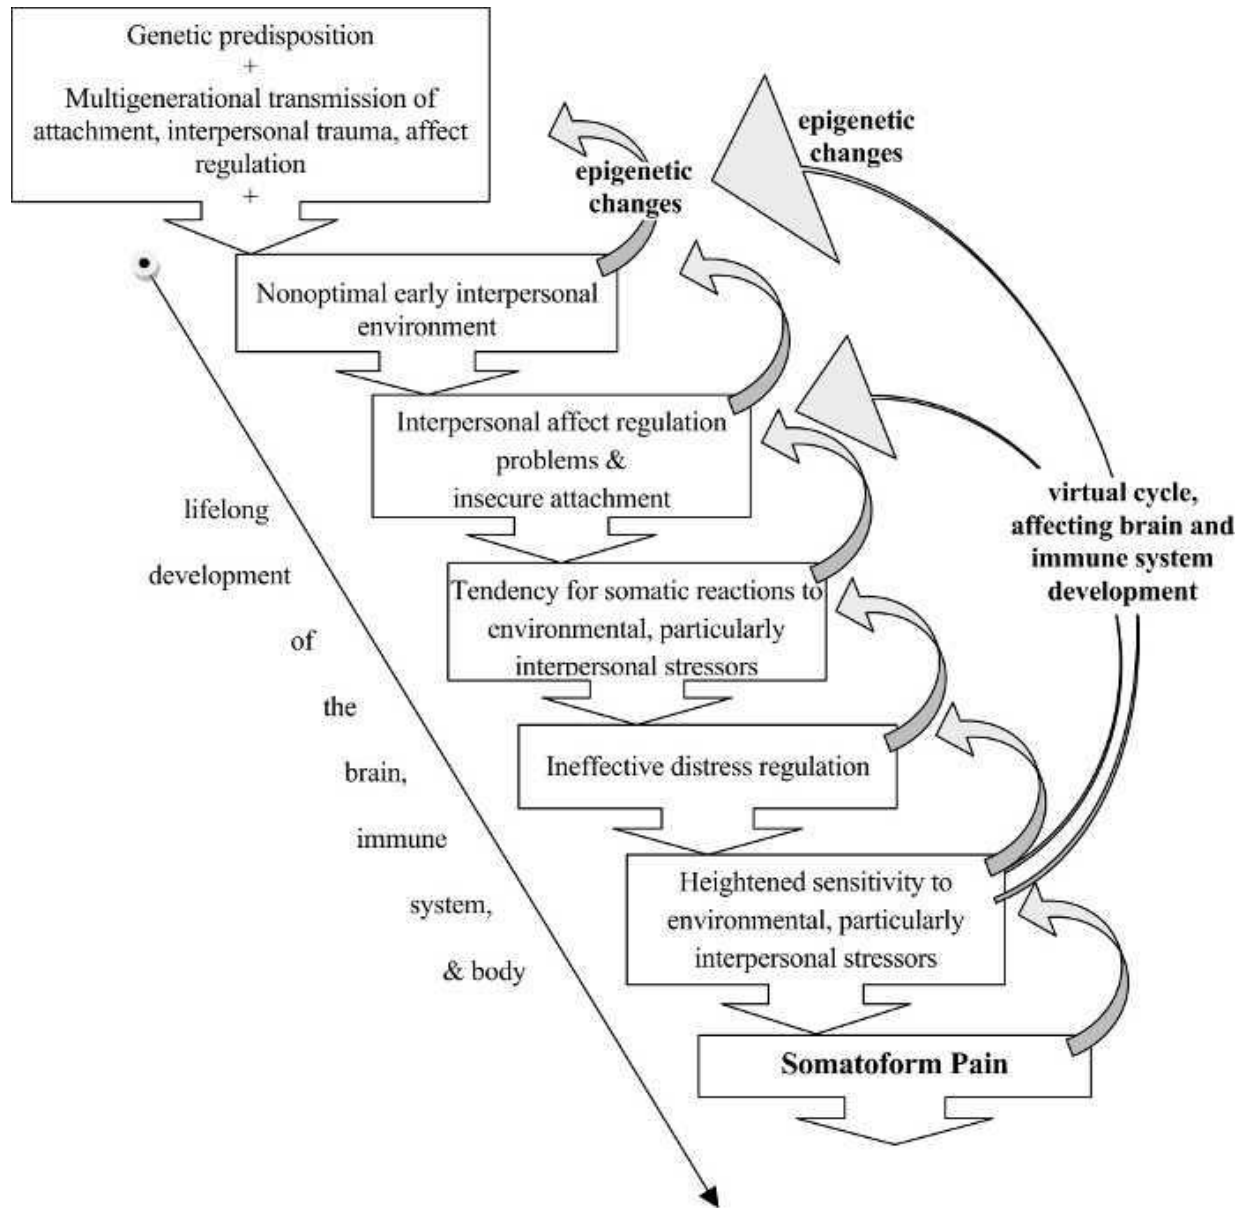 Genetic predisposition
+
Multigenerational transmission of
attachment, interpersonal trauma, affect
regulation
+
epigenetic
changes
epigenetic
changes
Nonoptimal early interpersonal
environment
Interpersonal affect regulation
problems &
insecure attachment
virtual cycle,
affecting brain and
immune system
development
Tendency for somatic reactions to
environmental, particularly
interpersonal stressors
Ineffective distress regulation
Heightened sensitivity to
environmental, particularly
interpersonal stressors
Somatoform Pain
lifelong
development
of
the
brain,
immune
system,
& body